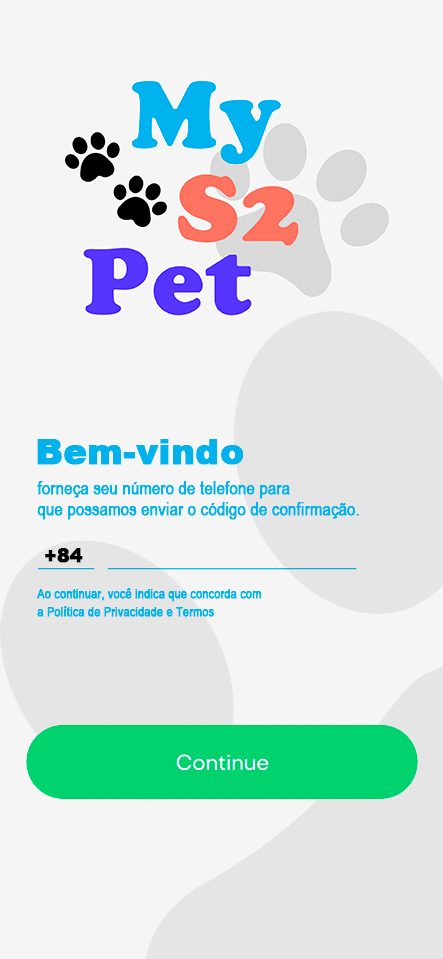 My
S2
Pet
Bem-vindo
forneça seu número de telefone para
que possamos enviar o código de confirmação.
+84
Ao continuar, você indica que concorda com
a Política de Privacidade e Termos
Continue